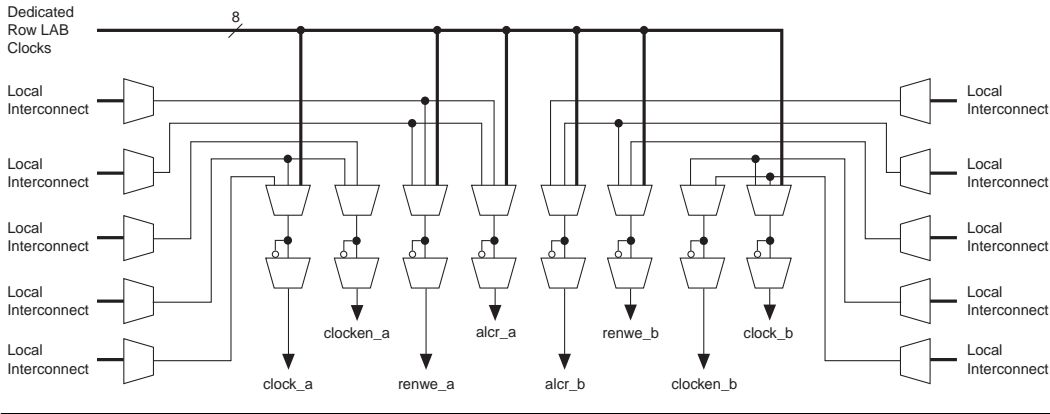 Dedicated
Row LAB
Clocks
8
Local
Interconnect
Local
Interconnect
Local
Interconnect
Local
Interconnect
Local
Interconnect
Local
Interconnect
Local
Interconnect
Local
Interconnect
Local
Interconnect
Local
Interconnect
clocken_a
alcr_a
renwe_b
clock_b
clock_a
renwe_a
alcr_b
clocken_b